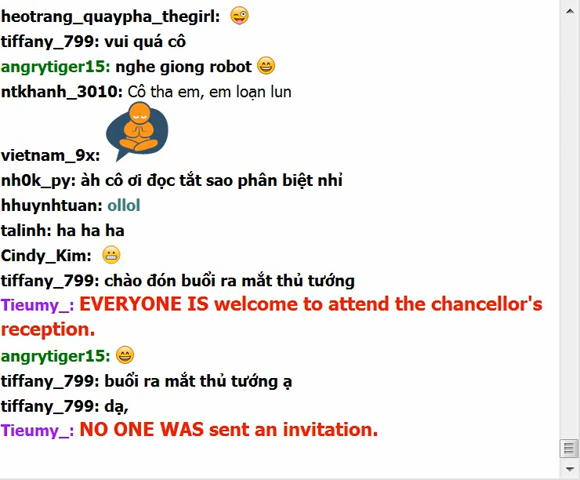 heotrang_quaypha_thegirl:
tiffany_799: vui quá cô
angrytiger15: nghe giong robot
ntkhanh_3010: Cô tha em, em loạn lun
vietnam_9x:
nh0k_py: àh cô ơi đọc tắt sao phân biệt nhỉ
hhuynhtuan: ollol
talinh: ha ha ha
Cindy_Kim:
tiffany_799: chào đón buổi ra mắt thủ tướng
Tieumy_: EVERYONE IS welcome to attend the chancellor's
reception.
angrytiger15:
tiffany_799: buổi ra mắt thủ tướng ạ
tiffany_799: dạ,
Tieumy_: NO ONE WAS sent an invitation.